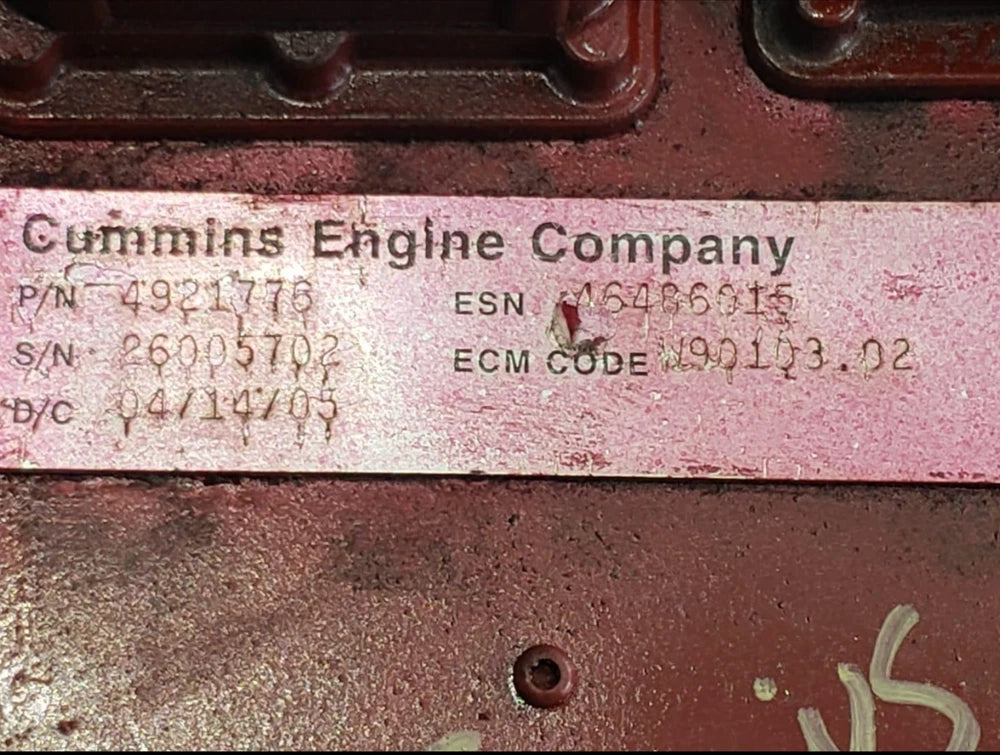 Cummins Engine Company
P/N 4921776 ESN 46486015
S/N 26005702 ECM CODE W90103.02
D/C 04/14/05